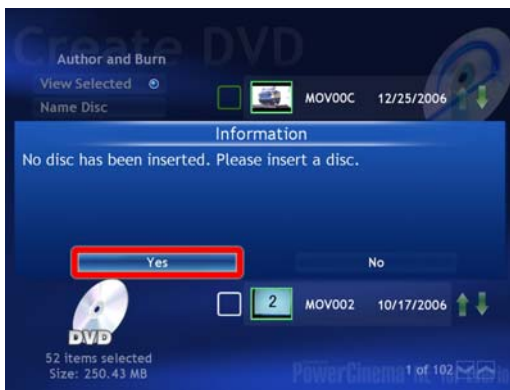 Create DVD
Author and Burn
View Selected
Name Disc
MOV00C 12/25/2006
Information
No disc has been inserted. Please insert a disc.
Yes No
2 MOV002 10/17/2006
DVD
52 items selected
Size: 250.43 MB
PowerCinema
1 of 102